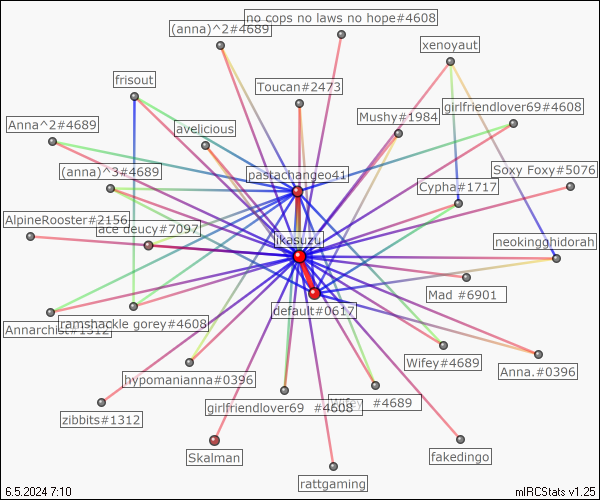 no cops no laws no hope#4608
(anna)^2#4689
xenoyaut
frisout
Toucan#2473
girlfriendlover69#4608
Mushy#1984
Anna^2#4689
avelicious
(anna)^3#4689
pastachangeo41
Soxy Foxy#5076
Cypha#1717
AlpineRooster#2156
ace deucy#7097
ikasuzu
neokingghidorah
Mad #6901
default#0617
Annarchist#1312
ramshackle gorey#4608
Wifey#4689
Anna.#0396
hypomanianna#0396
girlfriendlover69 #4608
Wifey #4689
zibbits#1312
Skalman
fakedingo
rattgaming
6.5.2024 7:10
mIRCStats v1.25